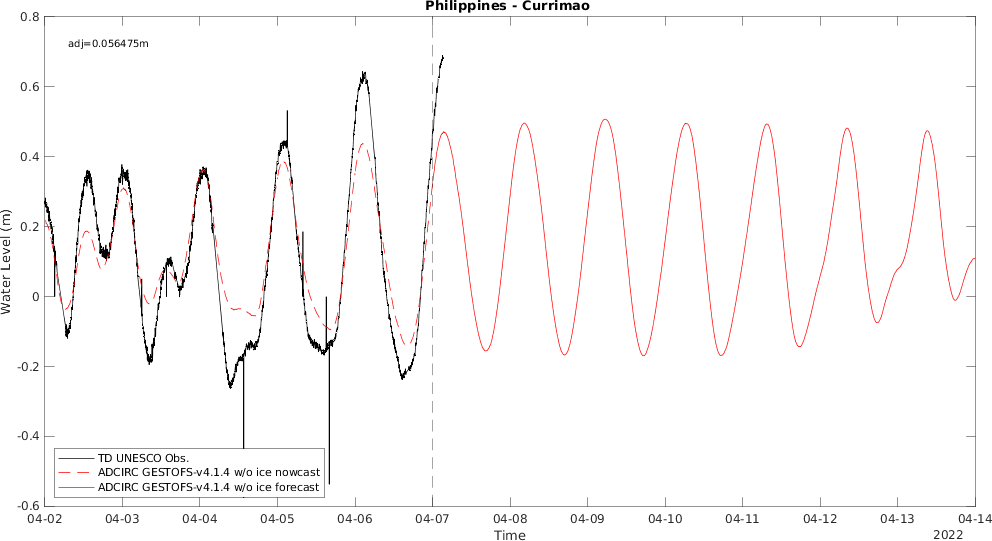 Philippines - Currimao
adj=0.056475m
Water Level (m)
0.8
0.6
0.4
0.2
0
-0.2
-0.4
-0.6
TD UNESCO Obs.
ADCIRC GESTOFS-v4.1.4 w/o ice nowcast
ADCIRC GESTOFS-v4.1.4 w/o ice forecast
04-02 04-03 04-04 04-05 04-06 04-07 04-08 04-09 04-10 04-11 04-12 04-13 04-14
Time
2022